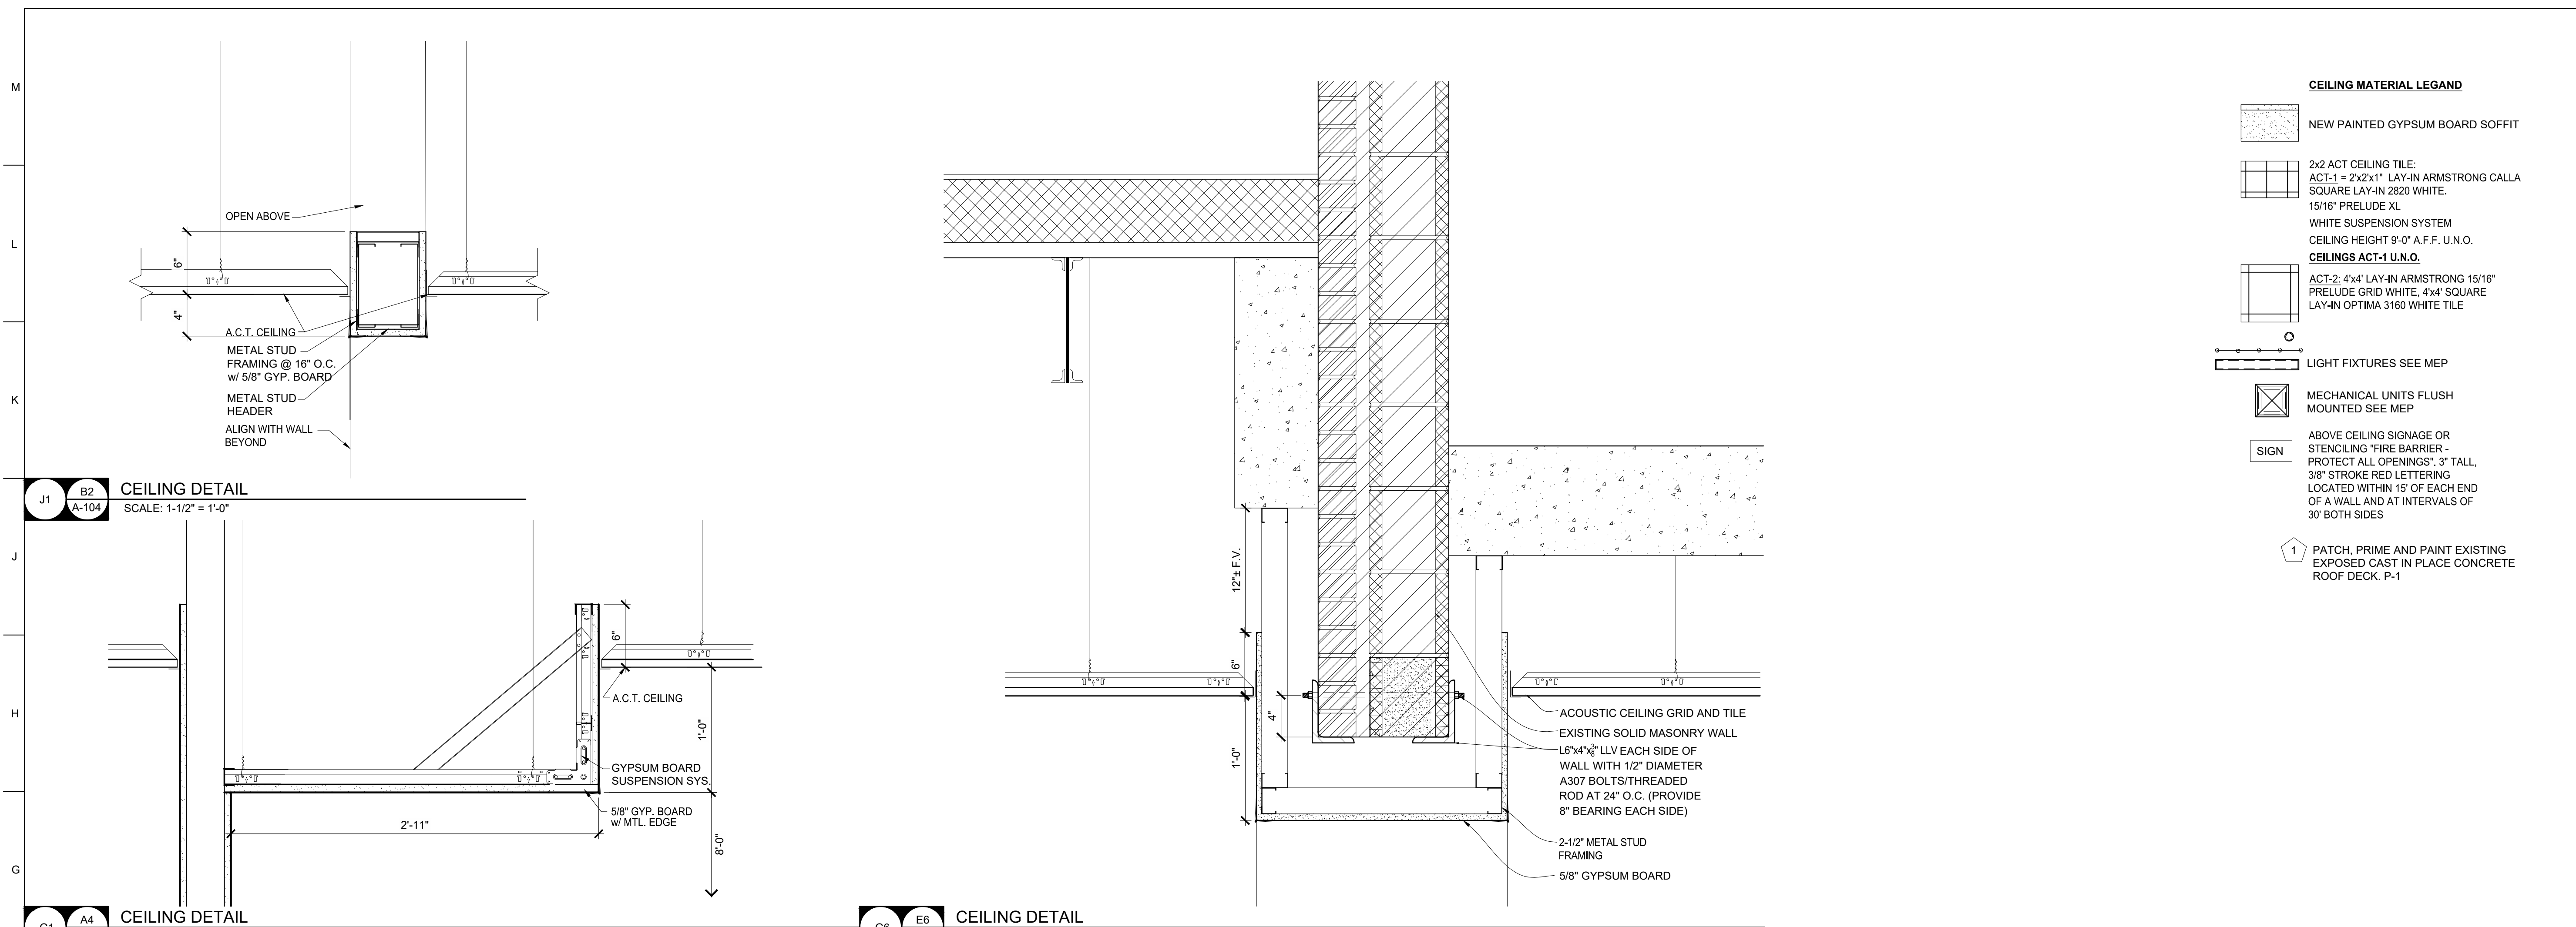 M
L
K
J
H
G
OPEN ABOVE
6"
4"
A.C.T. CEILING
METAL STUD
FRAMING @ 16" O.C.
w/ 5/8" GYP. BOARD
METAL STUD
HEADER
ALIGN WITH WALL
BEYOND
J1
B2
A-104
CEILING DETAIL
SCALE: 1-1/2" = 1'-0"
6"
A.C.T. CEILING
1'-0"
GYPSUM BOARD
SUSPENSION SYS.
5/8" GYP. BOARD
w/ MTL. EDGE
2'-11"
8'-0"
A4
CEILING DETAIL
12"± F.V.
6"
4"
1'-0"
ACOUSTIC CEILING GRID AND TILE
EXISTING SOLID MASONRY WALL
L6"x4"x3/8" LLV EACH SIDE OF
WALL WITH 1/2" DIAMETER
A307 BOLTS/THREADED
ROD AT 24" O.C. (PROVIDE
8" BEARING EACH SIDE)
2-1/2" METAL STUD
FRAMING
5/8" GYPSUM BOARD
E6
CEILING DETAIL
CEILING MATERIAL LEGAND
NEW PAINTED GYPSUM BOARD SOFFIT
2x2 ACT CEILING TILE:
ACT-1 = 2'x2'x1" LAY-IN ARMSTRONG CALLA
SQUARE LAY-IN 2820 WHITE.
15/16" PRELUDE XL
WHITE SUSPENSION SYSTEM
CEILING HEIGHT 9'-0" A.F.F. U.N.O.
CEILINGS ACT-1 U.N.O.
ACT-2: 4'x4' LAY-IN ARMSTRONG 15/16"
PRELUDE GRID WHITE, 4'x4' SQUARE
LAY-IN OPTIMA 3160 WHITE TILE
LIGHT FIXTURES SEE MEP
MECHANICAL UNITS FLUSH
MOUNTED SEE MEP
SIGN
ABOVE CEILING SIGNAGE OR
STENCILING "FIRE BARRIER -
PROTECT ALL OPENINGS". 3" TALL,
3/8" STROKE RED LETTERING
LOCATED WITHIN 15' OF EACH END
OF A WALL AND AT INTERVALS OF
30' BOTH SIDES
1
PATCH, PRIME AND PAINT EXISTING
EXPOSED CAST IN PLACE CONCRETE
ROOF DECK. P-1